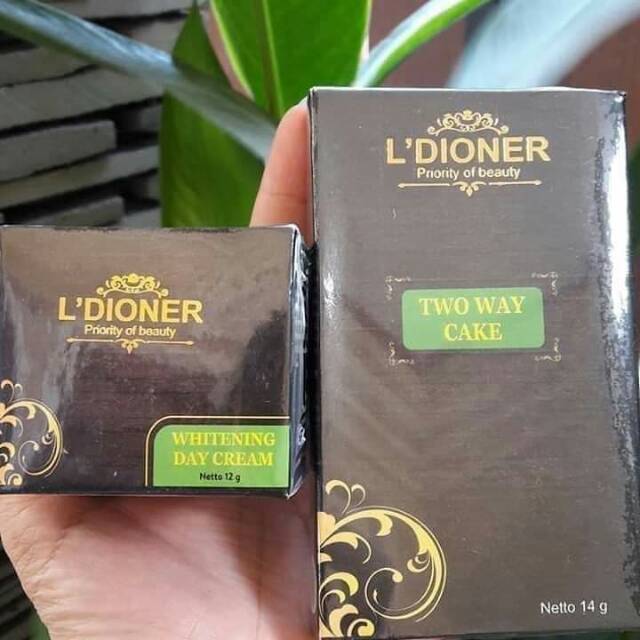 L'DIONER
Priority of beauty
WHITENING
DAY CREAM
Netto 12 g
L'DIONER
Priority of beauty
TWO WAY
CAKE
Netto 14 g